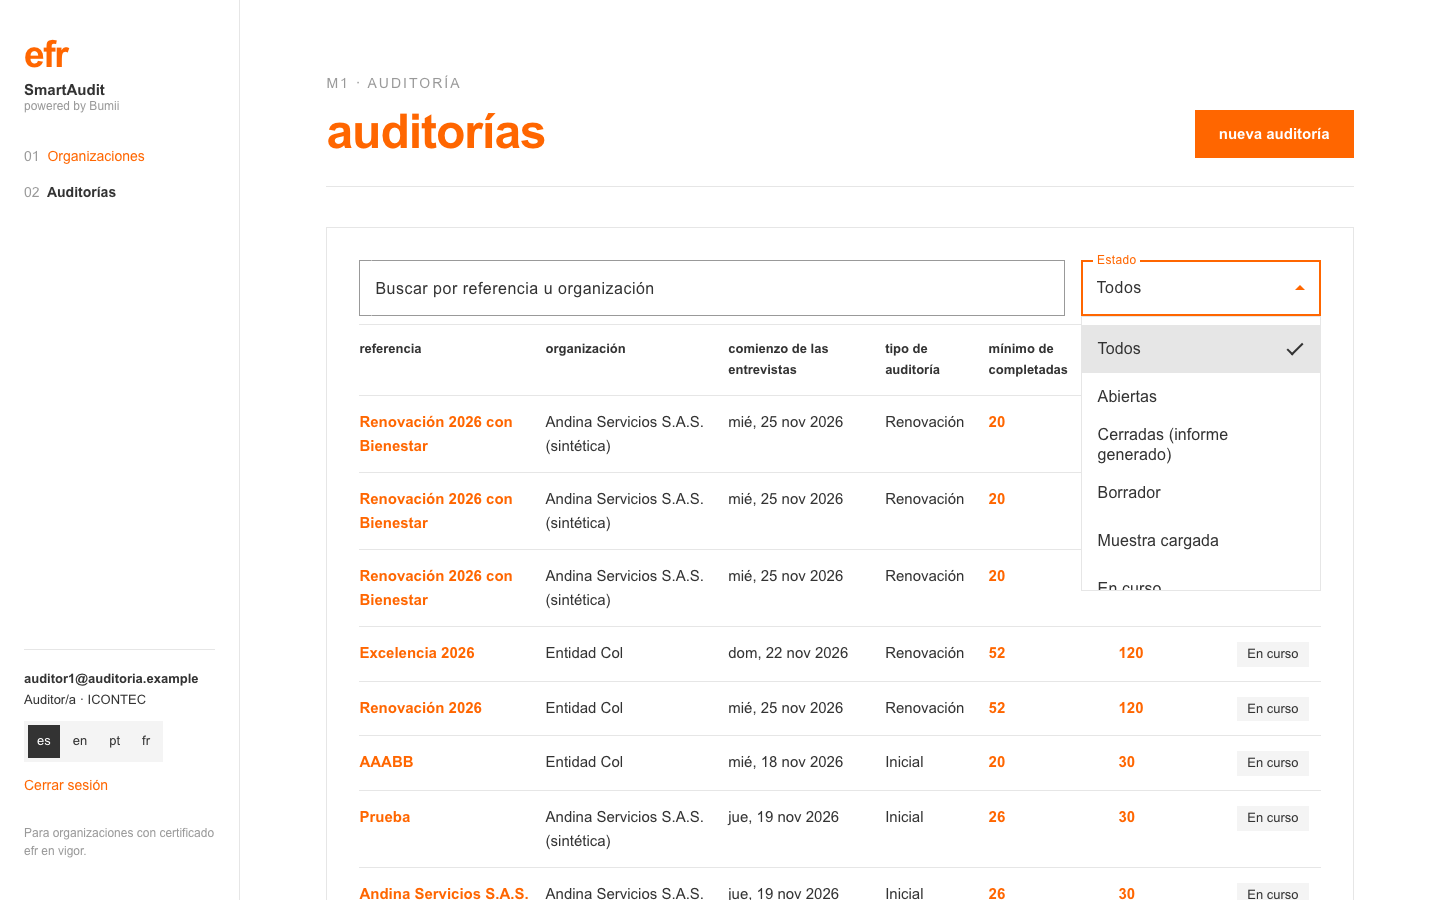 efr
SmartAudit
powered by Bumii
01 Organizaciones
02 Auditorías
auditor1@auditoria.example
Auditor/a · ICONTEC
es en pt fr
Cerrar sesión
Para organizaciones con certificado
efr en vigor.
M1 · AUDITORÍA
auditorías
nueva auditoría
Buscar por referencia u organización
Estado
Todos
Todos
Abiertas
Cerradas (informe
generado)
Borrador
Muestra cargada
En curso
referencia organización comienzo de las tipo de mínimo de
entrevistas auditoría completadas
Renovación 2026 con Andina Servicios S.A.S. mié, 25 nov 2026 Renovación 20
Bienestar (sintética)
Renovación 2026 con Andina Servicios S.A.S. mié, 25 nov 2026 Renovación 20
Bienestar (sintética)
Renovación 2026 con Andina Servicios S.A.S. mié, 25 nov 2026 Renovación 20
Bienestar (sintética)
Excelencia 2026 Entidad Col dom, 22 nov 2026 Renovación 52 120 En curso
Renovación 2026 Entidad Col mié, 25 nov 2026 Renovación 52 120 En curso
AAABB Entidad Col mié, 18 nov 2026 Inicial 20 30 En curso
Prueba Andina Servicios S.A.S. jue, 19 nov 2026 Inicial 26 30 En curso
(sintética)
Andina Servicios S.A.S. Andina Servicios S.A.S. jue, 19 nov 2026 Inicial 26 30 En curso